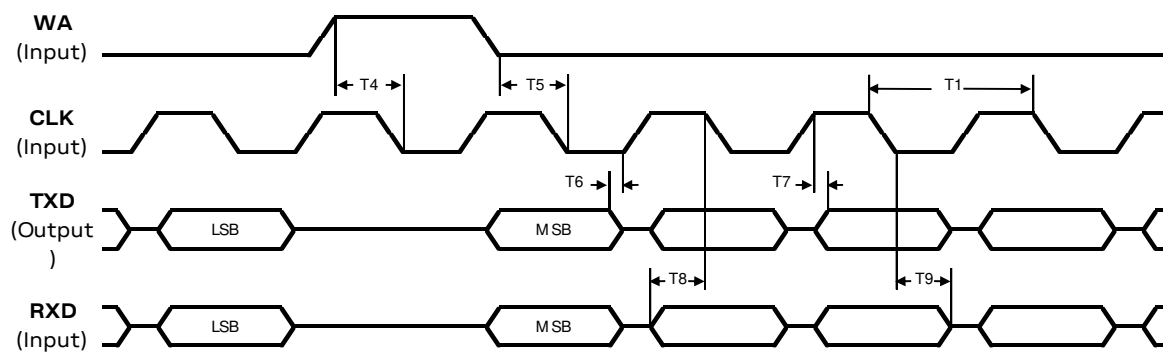 WA
(Input)
T4
T5
T1
CLK
(Input)
T6
T7
TXD
(Output
)
LSB
MSB
T8
T9
RXD
(Input)
LSB
MSB